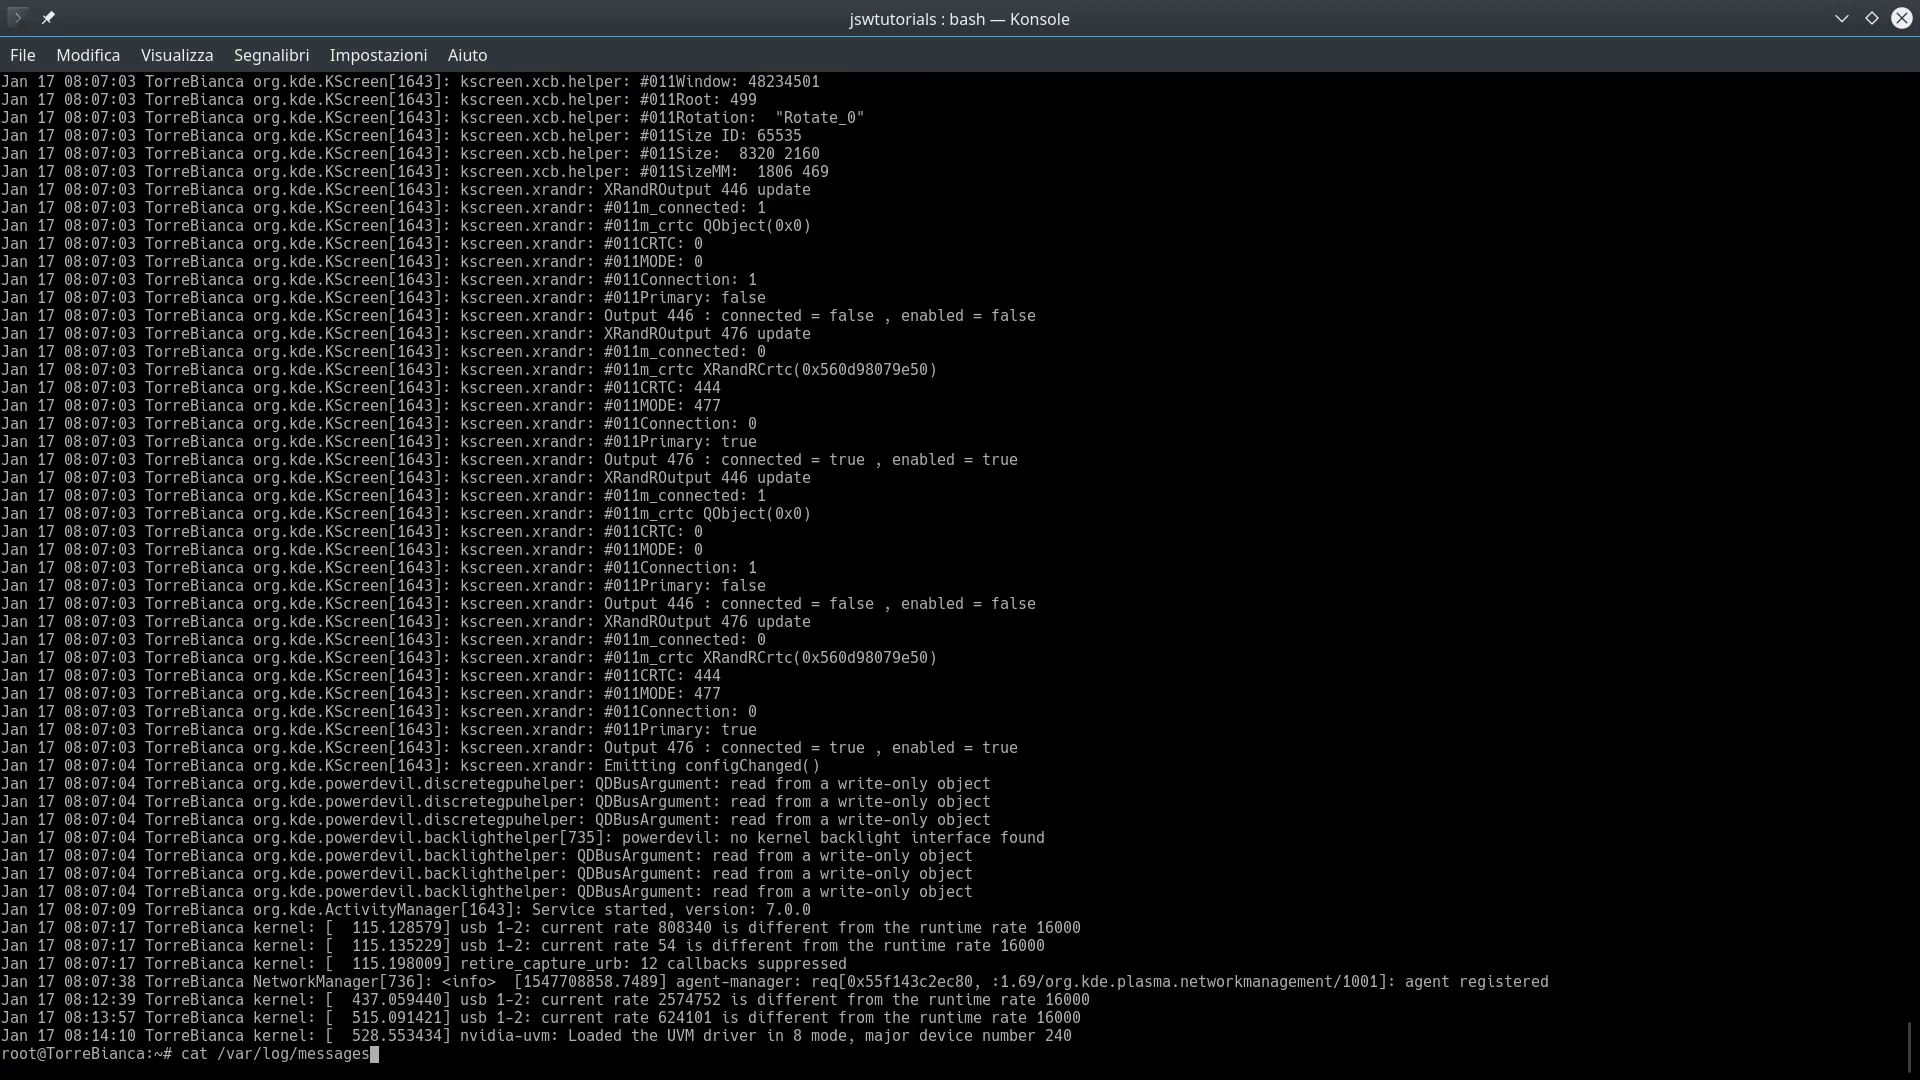 jswtutorials : bash — Konsole
File Modifica Visualizza Segnalibri Impostazioni Aiuto
Jan 17 08:07:03 TorreBianca org.kde.KScreen[1643]: kscreen.xcb.helper: #011Window: 48234501
Jan 17 08:07:03 TorreBianca org.kde.KScreen[1643]: kscreen.xcb.helper: #011Root: 499
Jan 17 08:07:03 TorreBianca org.kde.KScreen[1643]: kscreen.xcb.helper: #011Rotation:  "Rotate_0"
Jan 17 08:07:03 TorreBianca org.kde.KScreen[1643]: kscreen.xcb.helper: #011Size ID: 65535
Jan 17 08:07:03 TorreBianca org.kde.KScreen[1643]: kscreen.xcb.helper: #011Size:  8320 2160
Jan 17 08:07:03 TorreBianca org.kde.KScreen[1643]: kscreen.xcb.helper: #011SizeMM:  1806 469
Jan 17 08:07:03 TorreBianca org.kde.KScreen[1643]: kscreen.xrandr: XRandROutput 446 update
Jan 17 08:07:03 TorreBianca org.kde.KScreen[1643]: kscreen.xrandr: #011m_connected: 1
Jan 17 08:07:03 TorreBianca org.kde.KScreen[1643]: kscreen.xrandr: #011m_crtc QObject(0x0)
Jan 17 08:07:03 TorreBianca org.kde.KScreen[1643]: kscreen.xrandr: #011CRTC: 0
Jan 17 08:07:03 TorreBianca org.kde.KScreen[1643]: kscreen.xrandr: #011MODE: 0
Jan 17 08:07:03 TorreBianca org.kde.KScreen[1643]: kscreen.xrandr: #011Connection: 1
Jan 17 08:07:03 TorreBianca org.kde.KScreen[1643]: kscreen.xrandr: #011Primary: false
Jan 17 08:07:03 TorreBianca org.kde.KScreen[1643]: kscreen.xrandr: Output 446 : connected = false , enabled = false
Jan 17 08:07:03 TorreBianca org.kde.KScreen[1643]: kscreen.xrandr: XRandROutput 476 update
Jan 17 08:07:03 TorreBianca org.kde.KScreen[1643]: kscreen.xrandr: #011m_connected: 0
Jan 17 08:07:03 TorreBianca org.kde.KScreen[1643]: kscreen.xrandr: #011m_crtc XRandRCrtc(0x560d98079e50)
Jan 17 08:07:03 TorreBianca org.kde.KScreen[1643]: kscreen.xrandr: #011CRTC: 444
Jan 17 08:07:03 TorreBianca org.kde.KScreen[1643]: kscreen.xrandr: #011MODE: 477
Jan 17 08:07:03 TorreBianca org.kde.KScreen[1643]: kscreen.xrandr: #011Connection: 0
Jan 17 08:07:03 TorreBianca org.kde.KScreen[1643]: kscreen.xrandr: #011Primary: true
Jan 17 08:07:03 TorreBianca org.kde.KScreen[1643]: kscreen.xrandr: Output 476 : connected = true , enabled = true
Jan 17 08:07:03 TorreBianca org.kde.KScreen[1643]: kscreen.xrandr: XRandROutput 446 update
Jan 17 08:07:03 TorreBianca org.kde.KScreen[1643]: kscreen.xrandr: #011m_connected: 1
Jan 17 08:07:03 TorreBianca org.kde.KScreen[1643]: kscreen.xrandr: #011m_crtc QObject(0x0)
Jan 17 08:07:03 TorreBianca org.kde.KScreen[1643]: kscreen.xrandr: #011CRTC: 0
Jan 17 08:07:03 TorreBianca org.kde.KScreen[1643]: kscreen.xrandr: #011MODE: 0
Jan 17 08:07:03 TorreBianca org.kde.KScreen[1643]: kscreen.xrandr: #011Connection: 1
Jan 17 08:07:03 TorreBianca org.kde.KScreen[1643]: kscreen.xrandr: #011Primary: false
Jan 17 08:07:03 TorreBianca org.kde.KScreen[1643]: kscreen.xrandr: Output 446 : connected = false , enabled = false
Jan 17 08:07:03 TorreBianca org.kde.KScreen[1643]: kscreen.xrandr: XRandROutput 476 update
Jan 17 08:07:03 TorreBianca org.kde.KScreen[1643]: kscreen.xrandr: #011m_connected: 0
Jan 17 08:07:03 TorreBianca org.kde.KScreen[1643]: kscreen.xrandr: #011m_crtc XRandRCrtc(0x560d98079e50)
Jan 17 08:07:03 TorreBianca org.kde.KScreen[1643]: kscreen.xrandr: #011CRTC: 444
Jan 17 08:07:03 TorreBianca org.kde.KScreen[1643]: kscreen.xrandr: #011MODE: 477
Jan 17 08:07:03 TorreBianca org.kde.KScreen[1643]: kscreen.xrandr: #011Connection: 0
Jan 17 08:07:03 TorreBianca org.kde.KScreen[1643]: kscreen.xrandr: #011Primary: true
Jan 17 08:07:03 TorreBianca org.kde.KScreen[1643]: kscreen.xrandr: Output 476 : connected = true , enabled = true
Jan 17 08:07:04 TorreBianca org.kde.KScreen[1643]: kscreen.xrandr: Emitting configChanged()
Jan 17 08:07:04 TorreBianca org.kde.powerdevil.discretegpuhelper: QDBusArgument: read from a write-only object
Jan 17 08:07:04 TorreBianca org.kde.powerdevil.discretegpuhelper: QDBusArgument: read from a write-only object
Jan 17 08:07:04 TorreBianca org.kde.powerdevil.discretegpuhelper: QDBusArgument: read from a write-only object
Jan 17 08:07:04 TorreBianca org.kde.powerdevil.backlighthelper[735]: powerdevil: no kernel backlight interface found
Jan 17 08:07:04 TorreBianca org.kde.powerdevil.backlighthelper: QDBusArgument: read from a write-only object
Jan 17 08:07:04 TorreBianca org.kde.powerdevil.backlighthelper: QDBusArgument: read from a write-only object
Jan 17 08:07:04 TorreBianca org.kde.powerdevil.backlighthelper: QDBusArgument: read from a write-only object
Jan 17 08:07:09 TorreBianca org.kde.ActivityManager[1643]: Service started, version: 7.0.0
Jan 17 08:07:17 TorreBianca kernel: [  115.128579] usb 1-2: current rate 808340 is different from the runtime rate 16000
Jan 17 08:07:17 TorreBianca kernel: [  115.135229] usb 1-2: current rate 54 is different from the runtime rate 16000
Jan 17 08:07:17 TorreBianca kernel: [  115.198009] retire_capture_urb: 12 callbacks suppressed
Jan 17 08:07:38 TorreBianca NetworkManager[736]: <info>  [1547708858.7489] agent-manager: req[0x55f143c2ec80, :1.69/org.kde.plasma.networkmanagement/1001]: agent registered
Jan 17 08:12:39 TorreBianca kernel: [  437.059440] usb 1-2: current rate 2574752 is different from the runtime rate 16000
Jan 17 08:13:57 TorreBianca kernel: [  515.091421] usb 1-2: current rate 624101 is different from the runtime rate 16000
Jan 17 08:14:10 TorreBianca kernel: [  528.553434] nvidia-uvm: Loaded the UVM driver in 8 mode, major device number 240
root@TorreBianca:~# cat /var/log/messages